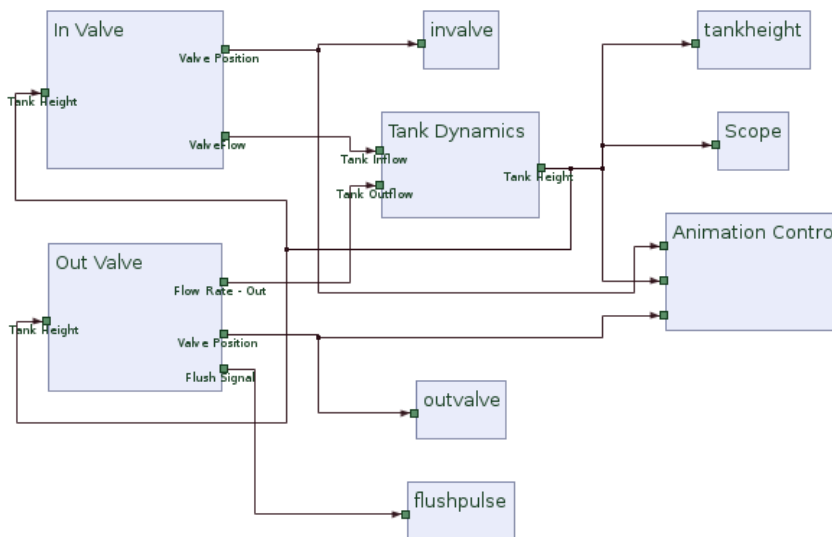 In Valve
Valve Position
Tank Height
ValveFlow
invalve
tankheight
Tank Dynamics
Tank Inflow
Tank Outflow
Tank Height
Scope
Animation Contro
Out Valve
Flow Rate - Out
Tank Height
Valve Position
Flush Signal
outvalve
flushpulse